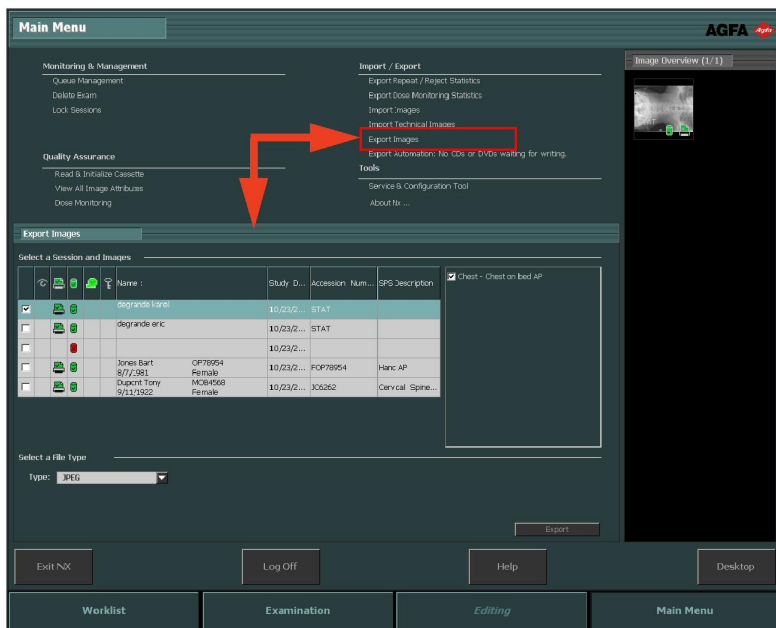 Main Menu
AGFA
Monitoring & Management
Queue Management
Delete Exam
Lock Sessions
Quality Assurance
Read & Initialize Cassette
View All Image Attributes
Dose Monitoring
Import / Export
Export Repeat / Reject Statistics
Export Dose Monitoring Statistics
Import Images
Import Technical Images
Export Images
Export Automation: No CDs or DVDs waiting for writing.
Tools
Service & Configuration Tool
About Nx ...
Image Overview (1/1)
STAT
Export Images
Select a Session and Images
Name : Study D... Accession Num... SPS Description
degrande karel 10/23/2... STAT
degrande eric 10/23/2... STAT
10/23/2...
Jones Bart OP78954 10/23/2... FOP78954 Hand AP
8/7/1981 Female
Dupont Tony MOB4568 10/23/2... JO6262 Cervical Spine...
9/11/1922 Female
Chest - Chest on bed AP
Select a File Type
Type: JPEG
Export
Exit NX
Log Off
Help
Desktop
Worklist
Examination
Editing
Main Menu